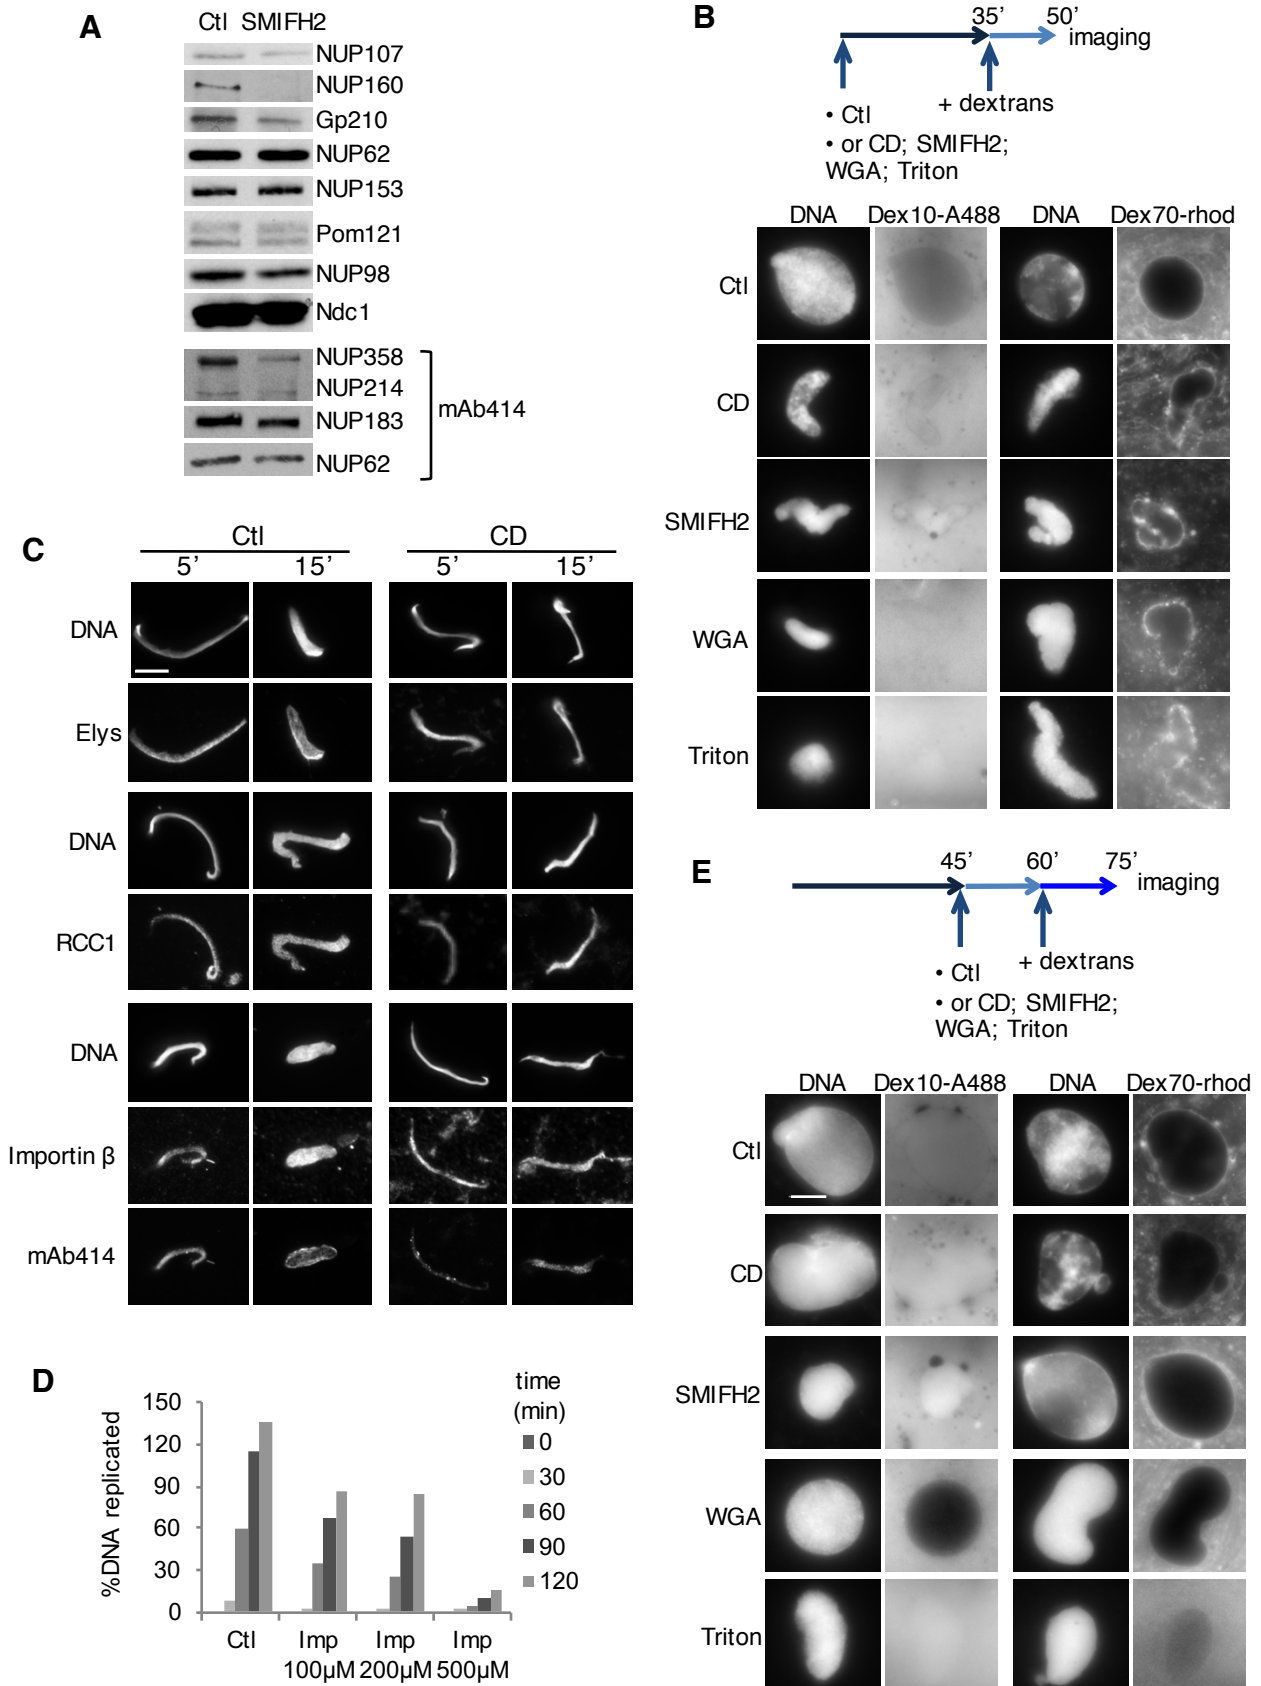 A
Ctl SMIFH2
NUP107
NUP160
Gp210
NUP62
NUP153
Pom121
NUP98
Ndc1
NUP358
NUP214
NUP183
NUP62
mAb414
B
35’ 50’
imaging
+ dextrans
• Ctl
• or CD; SMIFH2;
WGA; Triton
DNA Dex10-A488 DNA Dex70-rhod
Ctl
CD
SMIFH2
WGA
Triton
C
Ctl CD
5’ 15’ 5’ 15’
DNA
Elys
DNA
RCC1
DNA
Importin β
mAb414
D
%DNA replicated
150
120
90
60
30
0
Ctl Imp Imp Imp
100µM 200µM 500µM
time
(min)
0
30
60
90
120
E
45’ 60’ 75’
imaging
+ dextrans
• Ctl
• or CD; SMIFH2;
WGA; Triton
DNA Dex10-A488 DNA Dex70-rhod
Ctl
CD
SMIFH2
WGA
Triton